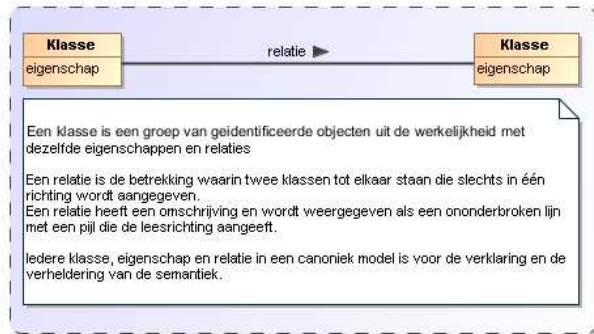 Klasse
eigenschap
relatie
Klasse
eigenschap
Een klasse is een groep van geidentificeerde objecten uit de werkelijkheid met
dezelfde eigenschappen en relaties
Een relatie is de betrekking waarin twee klassen tot elkaar staan die slechts in één
richting wordt aangegeven.
Een relatie heeft een omschrijving en wordt weergegeven als een ononderbroken lijn
met een pijl die de leesrichting aangeeft.
Iedere klasse, eigenschap en relatie in een canoniek model is voor de verklaring en de
verheldering van de semantiek.